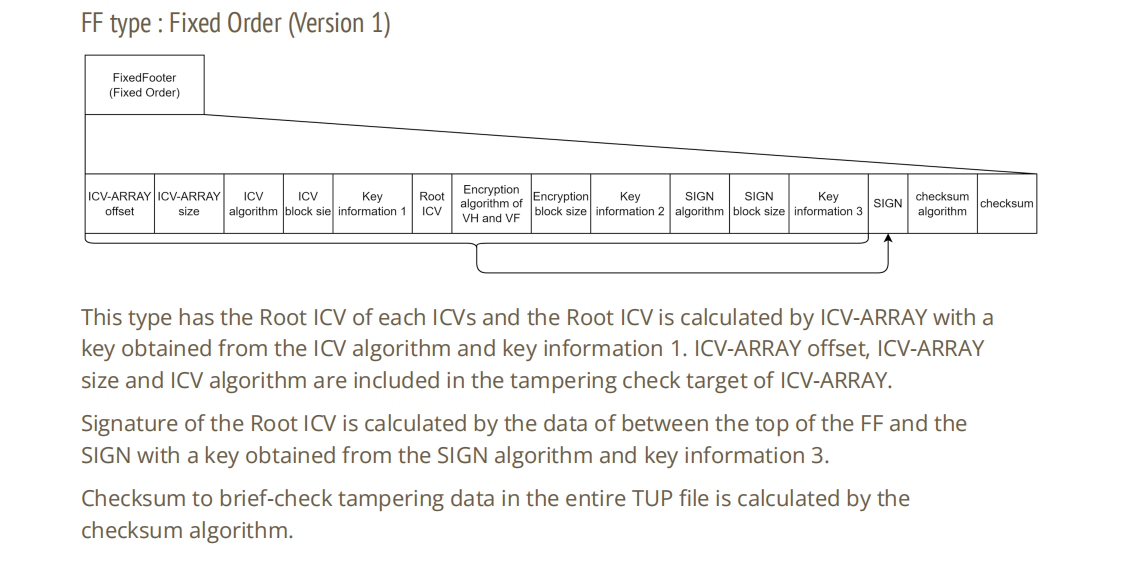 FF type : Fixed Order (Version 1)
FixedFooter
(Fixed Order)
ICV-ARRAY offset
ICV-ARRAY size
ICV algorithm
ICV block sie
Key information 1
Root ICV
Encryption algorithm of VH and VF
Encryption block size
Key information 2
SIGN algorithm
SIGN block size
Key information 3
SIGN
checksum algorithm
checksum
This type has the Root ICV of each ICVs and the Root ICV is calculated by ICV-ARRAY with a
key obtained from the ICV algorithm and key information 1. ICV-ARRAY offset, ICV-ARRAY
size and ICV algorithm are included in the tampering check target of ICV-ARRAY.
Signature of the Root ICV is calculated by the data of between the top of the FF and the
SIGN with a key obtained from the SIGN algorithm and key information 3.
Checksum to brief-check tampering data in the entire TUP file is calculated by the
checksum algorithm.